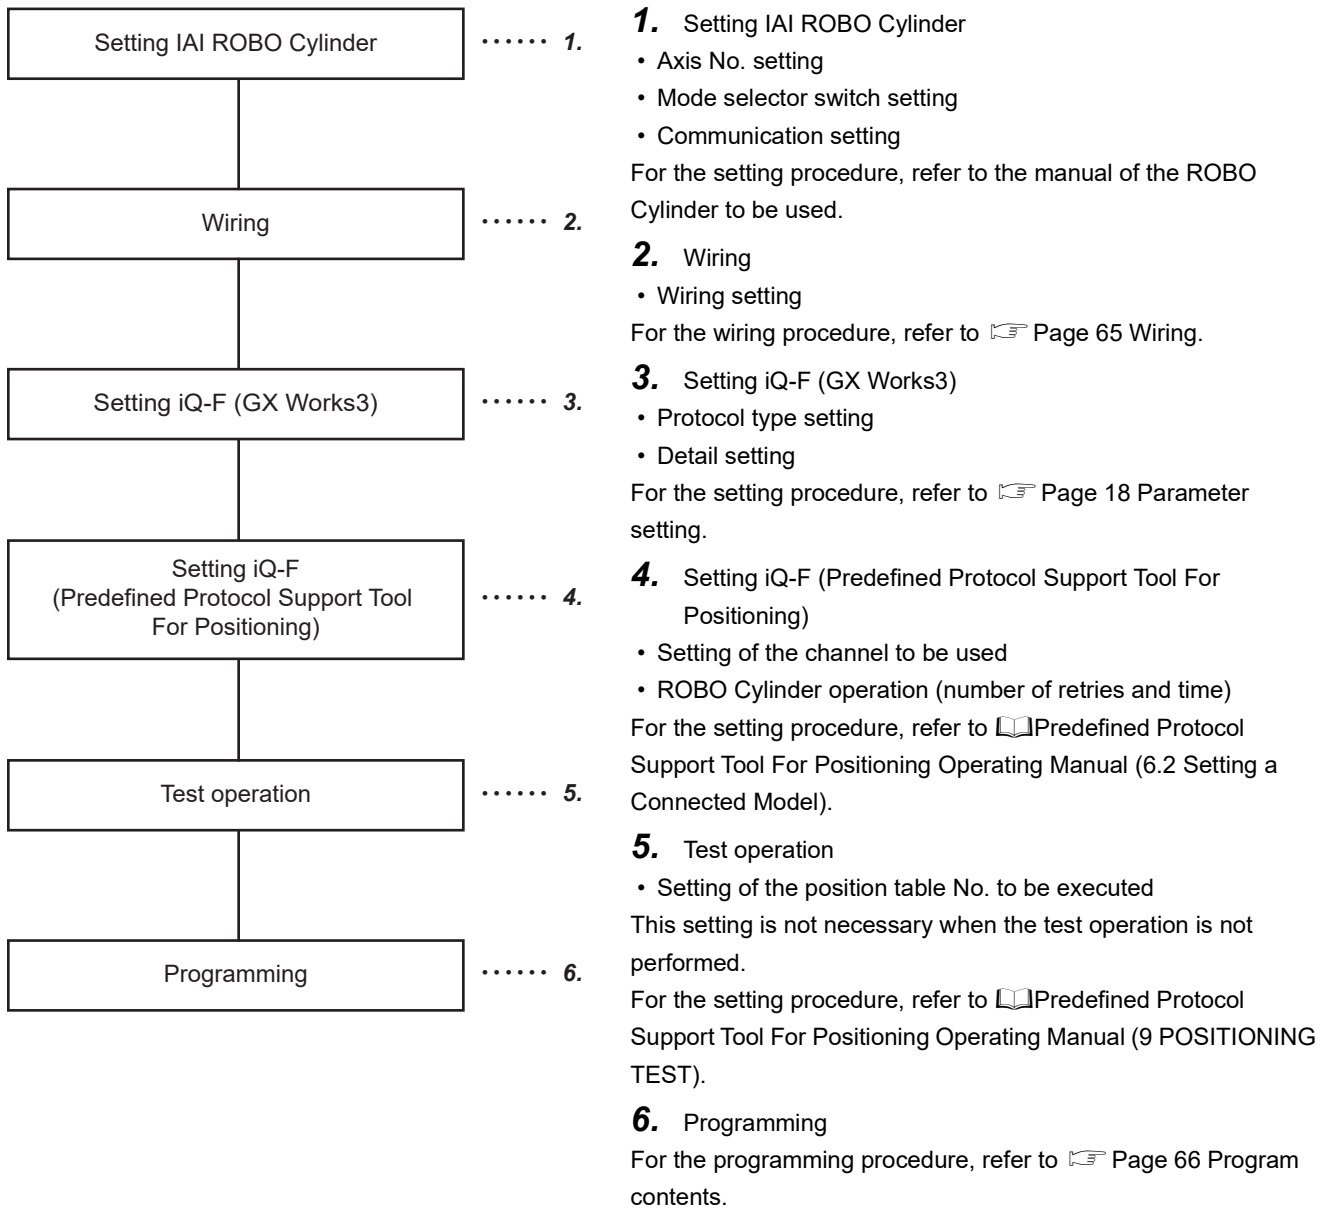 Setting IAI ROBO Cylinder
······ 1.
Wiring
······ 2.
Setting iQ-F (GX Works3)
······ 3.
Setting iQ-F
(Predefined Protocol Support Tool
For Positioning)
······ 4.
Test operation
······ 5.
Programming
······ 6.
1. Setting IAI ROBO Cylinder
• Axis No. setting
• Mode selector switch setting
• Communication setting
For the setting procedure, refer to the manual of the ROBO
Cylinder to be used.
2. Wiring
• Wiring setting
For the wiring procedure, refer to ☞ Page 65 Wiring.
3. Setting iQ-F (GX Works3)
• Protocol type setting
• Detail setting
For the setting procedure, refer to ☞ Page 18 Parameter
setting.
4. Setting iQ-F (Predefined Protocol Support Tool For
Positioning)
• Setting of the channel to be used
• ROBO Cylinder operation (number of retries and time)
For the setting procedure, refer to 🕮Predefined Protocol
Support Tool For Positioning Operating Manual (6.2 Setting a
Connected Model).
5. Test operation
• Setting of the position table No. to be executed
This setting is not necessary when the test operation is not
performed.
For the setting procedure, refer to 🕮Predefined Protocol
Support Tool For Positioning Operating Manual (9 POSITIONING
TEST).
6. Programming
For the programming procedure, refer to ☞ Page 66 Program
contents.